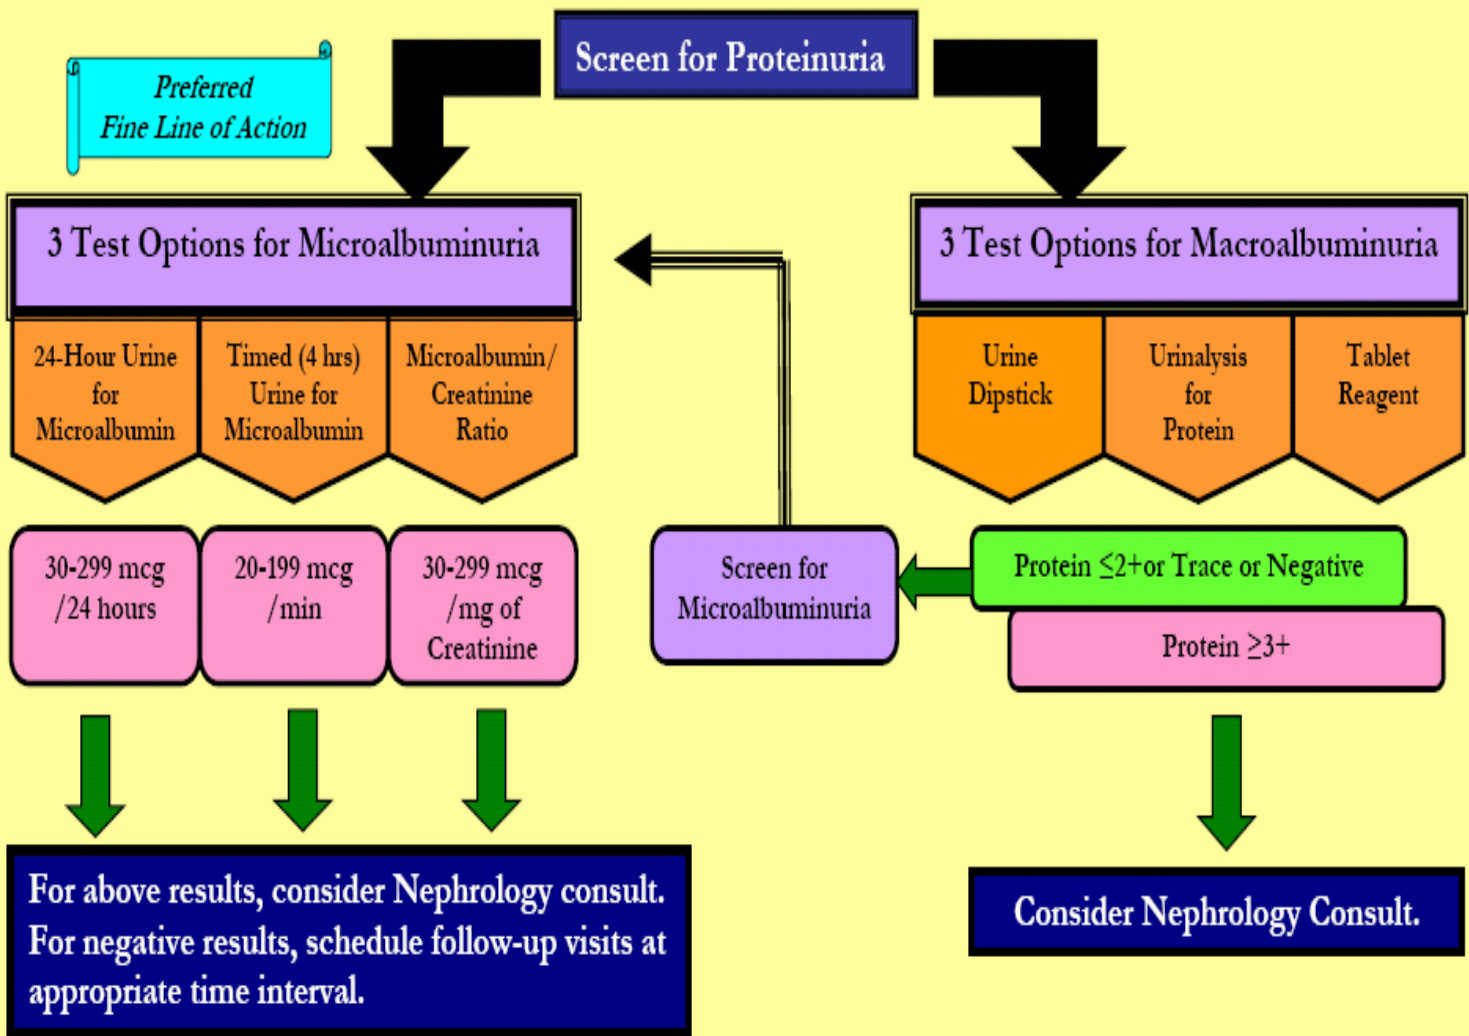 Screen for Proteinuria
Preferred
Fine Line of Action
3 Test Options for Microalbuminuria
24-Hour Urine
for
Microalbumin
Timed (4 hrs)
Urine for
Microalbumin
Microalbumin/
Creatinine
Ratio
3 Test Options for Macroalbuminuria
Urine
Dipstick
Urinalysis
for
Protein
Tablet
Reagent
30-299 mcg
/24 hours
20-199 mcg
/min
30-299 mcg
/mg of
Creatinine
Screen for
Microalbuminuria
Protein ≤2+or Trace or Negative
Protein ≥3+
For above results, consider Nephrology consult.
For negative results, schedule follow-up visits at
appropriate time interval.
Consider Nephrology Consult.